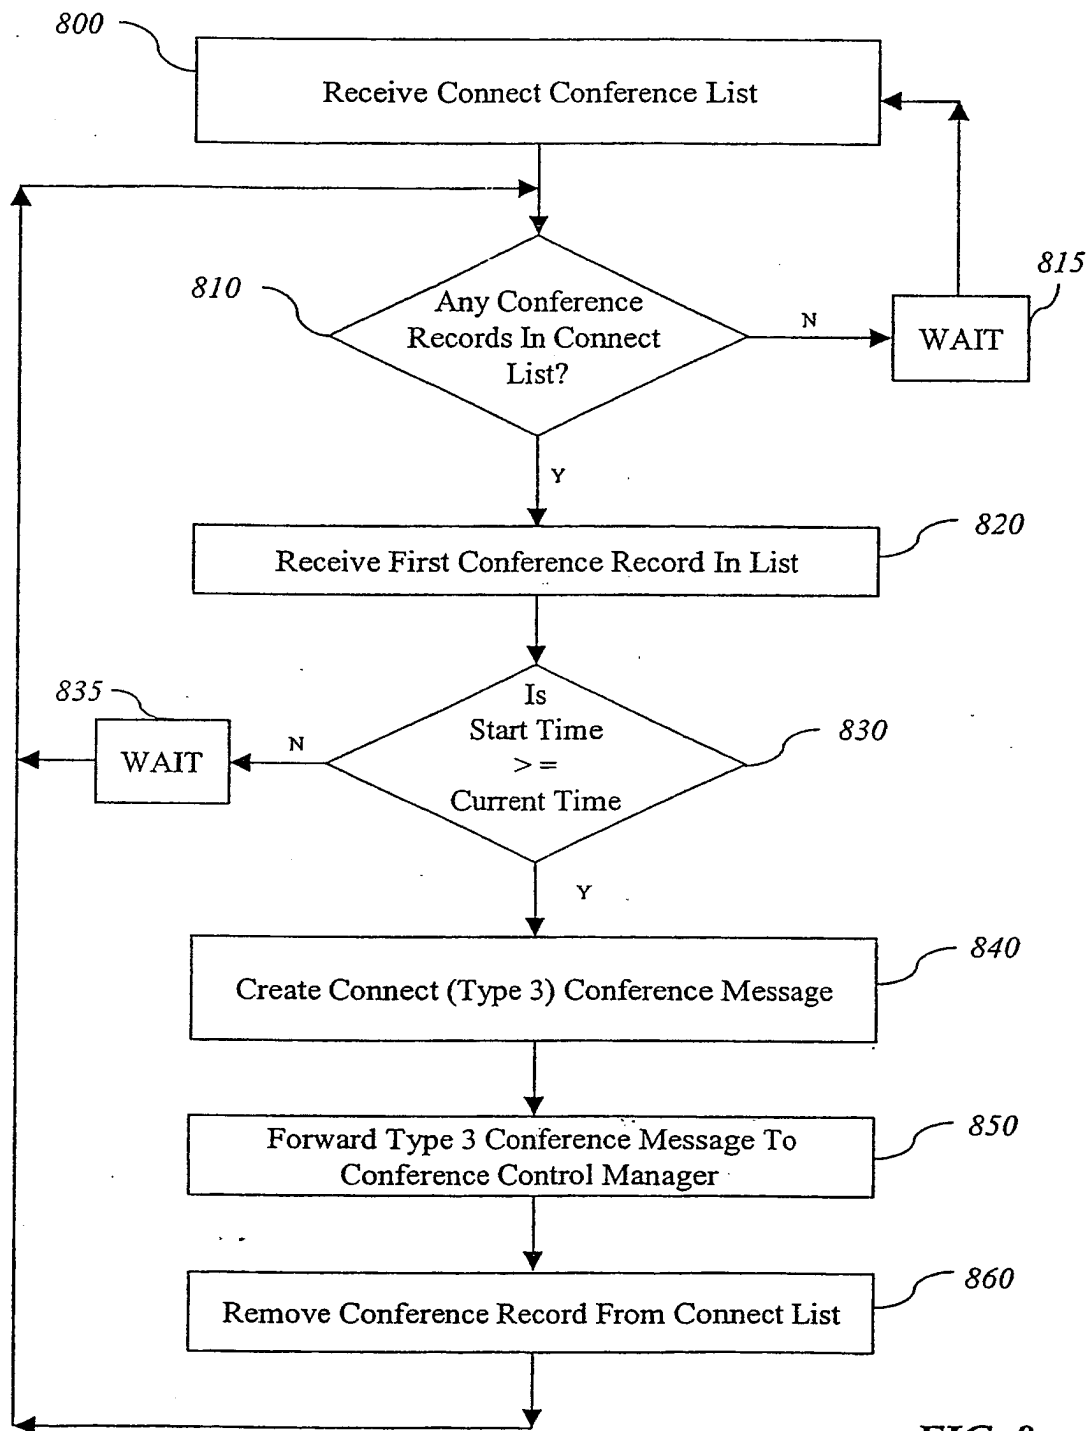 800
Receive Connect Conference List
810
Any Conference
Records In Connect
List?
N
815
WAIT
Y
820
Receive First Conference Record In List
835
WAIT
N
Is
Start Time
>=
Current Time
830
Y
840
Create Connect (Type 3) Conference Message
850
Forward Type 3 Conference Message To
Conference Control Manager
860
Remove Conference Record From Connect List